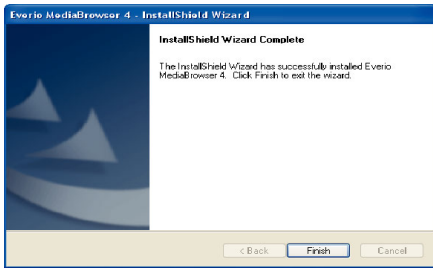 Everio MediaBrowser 4 - InstallShield Wizard
InstallShield Wizard Complete
The InstallShield Wizard has successfully installed Everio
MediaBrowser 4. Click Finish to exit the wizard.
< Back
Finish
Cancel